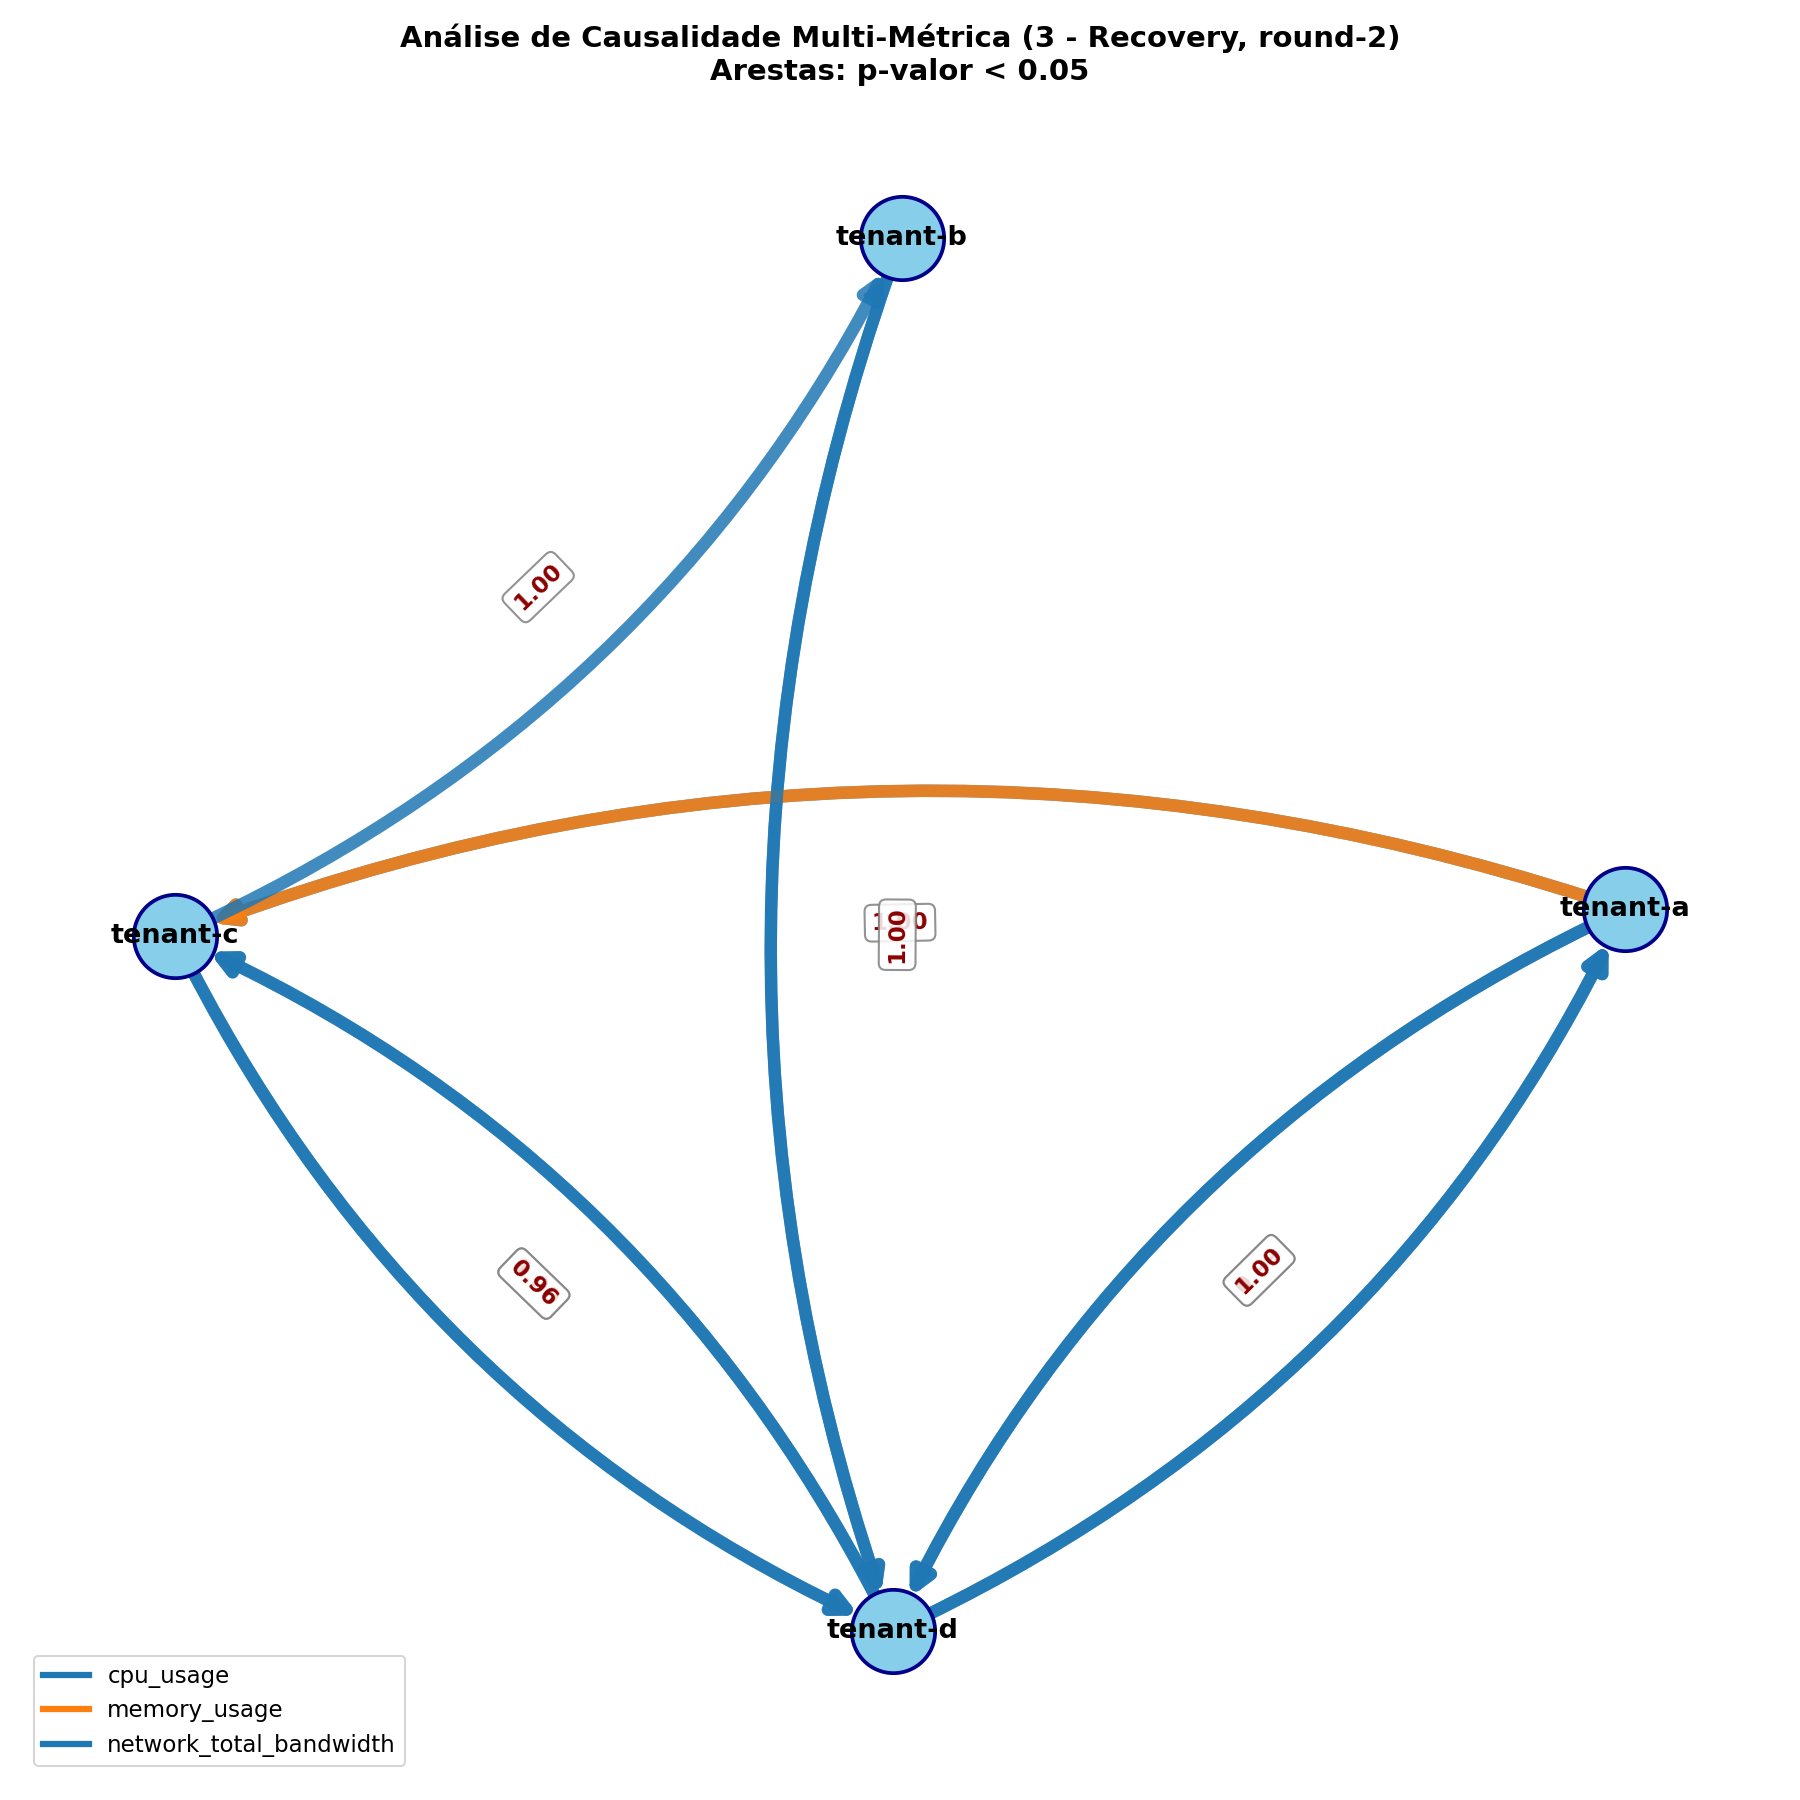 Análise de Causalidade Multi-Métrica (3 - Recovery, round-2)
Arestas: p-valor < 0.05
tenant-b
1.00
tenant-a
1.00
tenant-c
0.96
1.00
tenant-d
cpu_usage
memory_usage
network_total_bandwidth